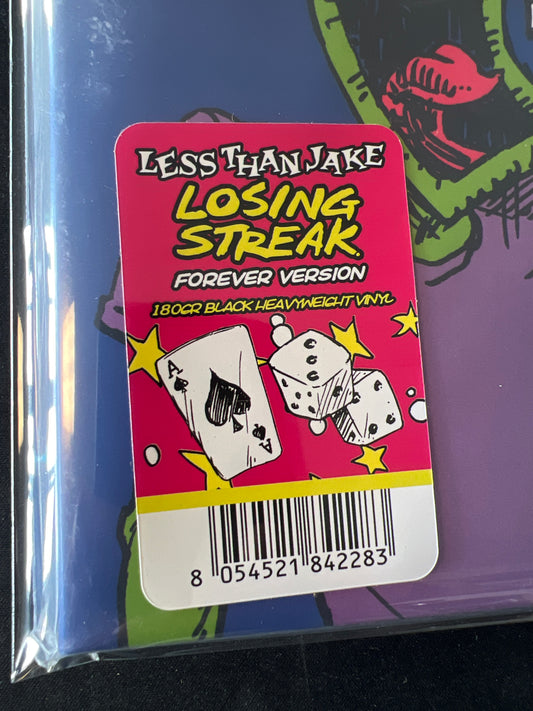 LESS THAN JAKE
LOSING
STREAK.
FOREVER VERSION
180GR BLACK HEAVYWEIGHT VINYL
A
A
8 054521 842283